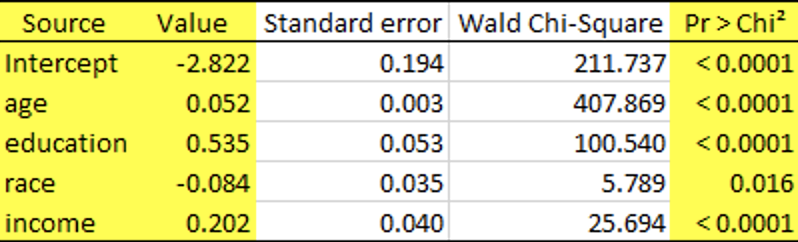 Source Value Standard error Wald Chi-Square Pr > Chi²
Intercept -2.822 0.194 211.737 < 0.0001
age 0.052 0.003 407.869 < 0.0001
education 0.535 0.053 100.540 < 0.0001
race -0.084 0.035 5.789 0.016
income 0.202 0.040 25.694 < 0.0001